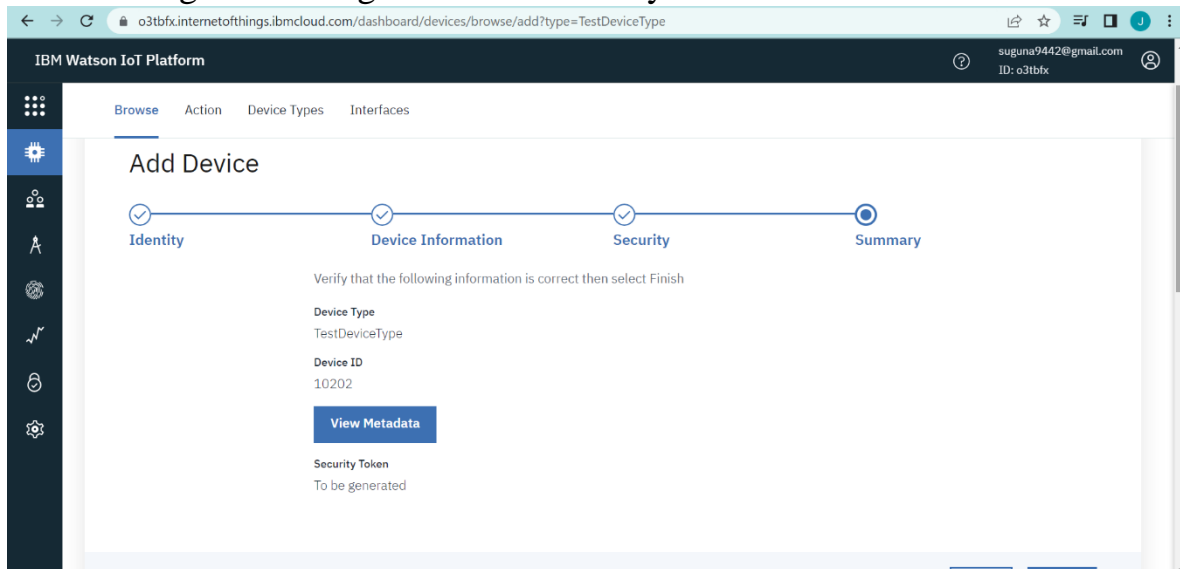 o3tbfx.internetofthings.ibmcloud.com/dashboard/devices/browse/add?type=TestDeviceType
J
IBM Watson IoT Platform
suguna9442@gmail.com
ID: o3tbfx
Browse Action Device Types Interfaces
Add Device
Identity Device Information Security Summary
Verify that the following information is correct then select Finish
Device Type
TestDeviceType
Device ID
10202
View Metadata
Security Token
To be generated